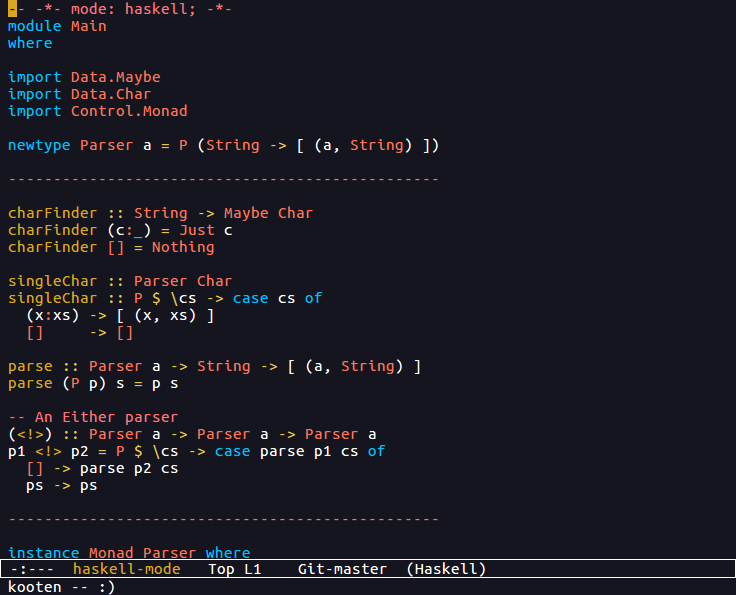 -- -*- mode: haskell; -*-
module Main
where

import Data.Maybe
import Data.Char
import Control.Monad

newtype Parser a = P (String -> [ (a, String) ])

------------------------------------------------

charFinder :: String -> Maybe Char
charFinder (c:_) = Just c
charFinder [] = Nothing

singleChar :: Parser Char
singleChar :: P $ \cs -> case cs of
  (x:xs) -> [ (x, xs) ]
  []     -> []

parse :: Parser a -> String -> [ (a, String) ]
parse (P p) s = p s

-- An Either parser
(<!>) :: Parser a -> Parser a -> Parser a
p1 <!> p2 = P $ \cs -> case parse p1 cs of
  [] -> parse p2 cs
  ps -> ps

------------------------------------------------

instance Monad Parser where
-:---  haskell-mode   Top L1    Git-master  (Haskell)
kooten -- :)